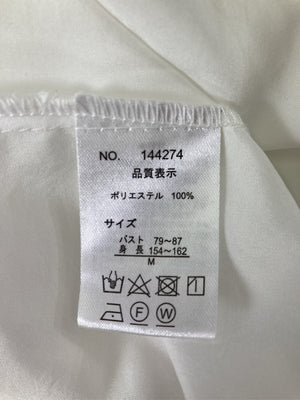 NO. 144274
品質表示
ポリエステル 100%
サイズ
バスト 79〜87
身 長 154〜162
M
F W